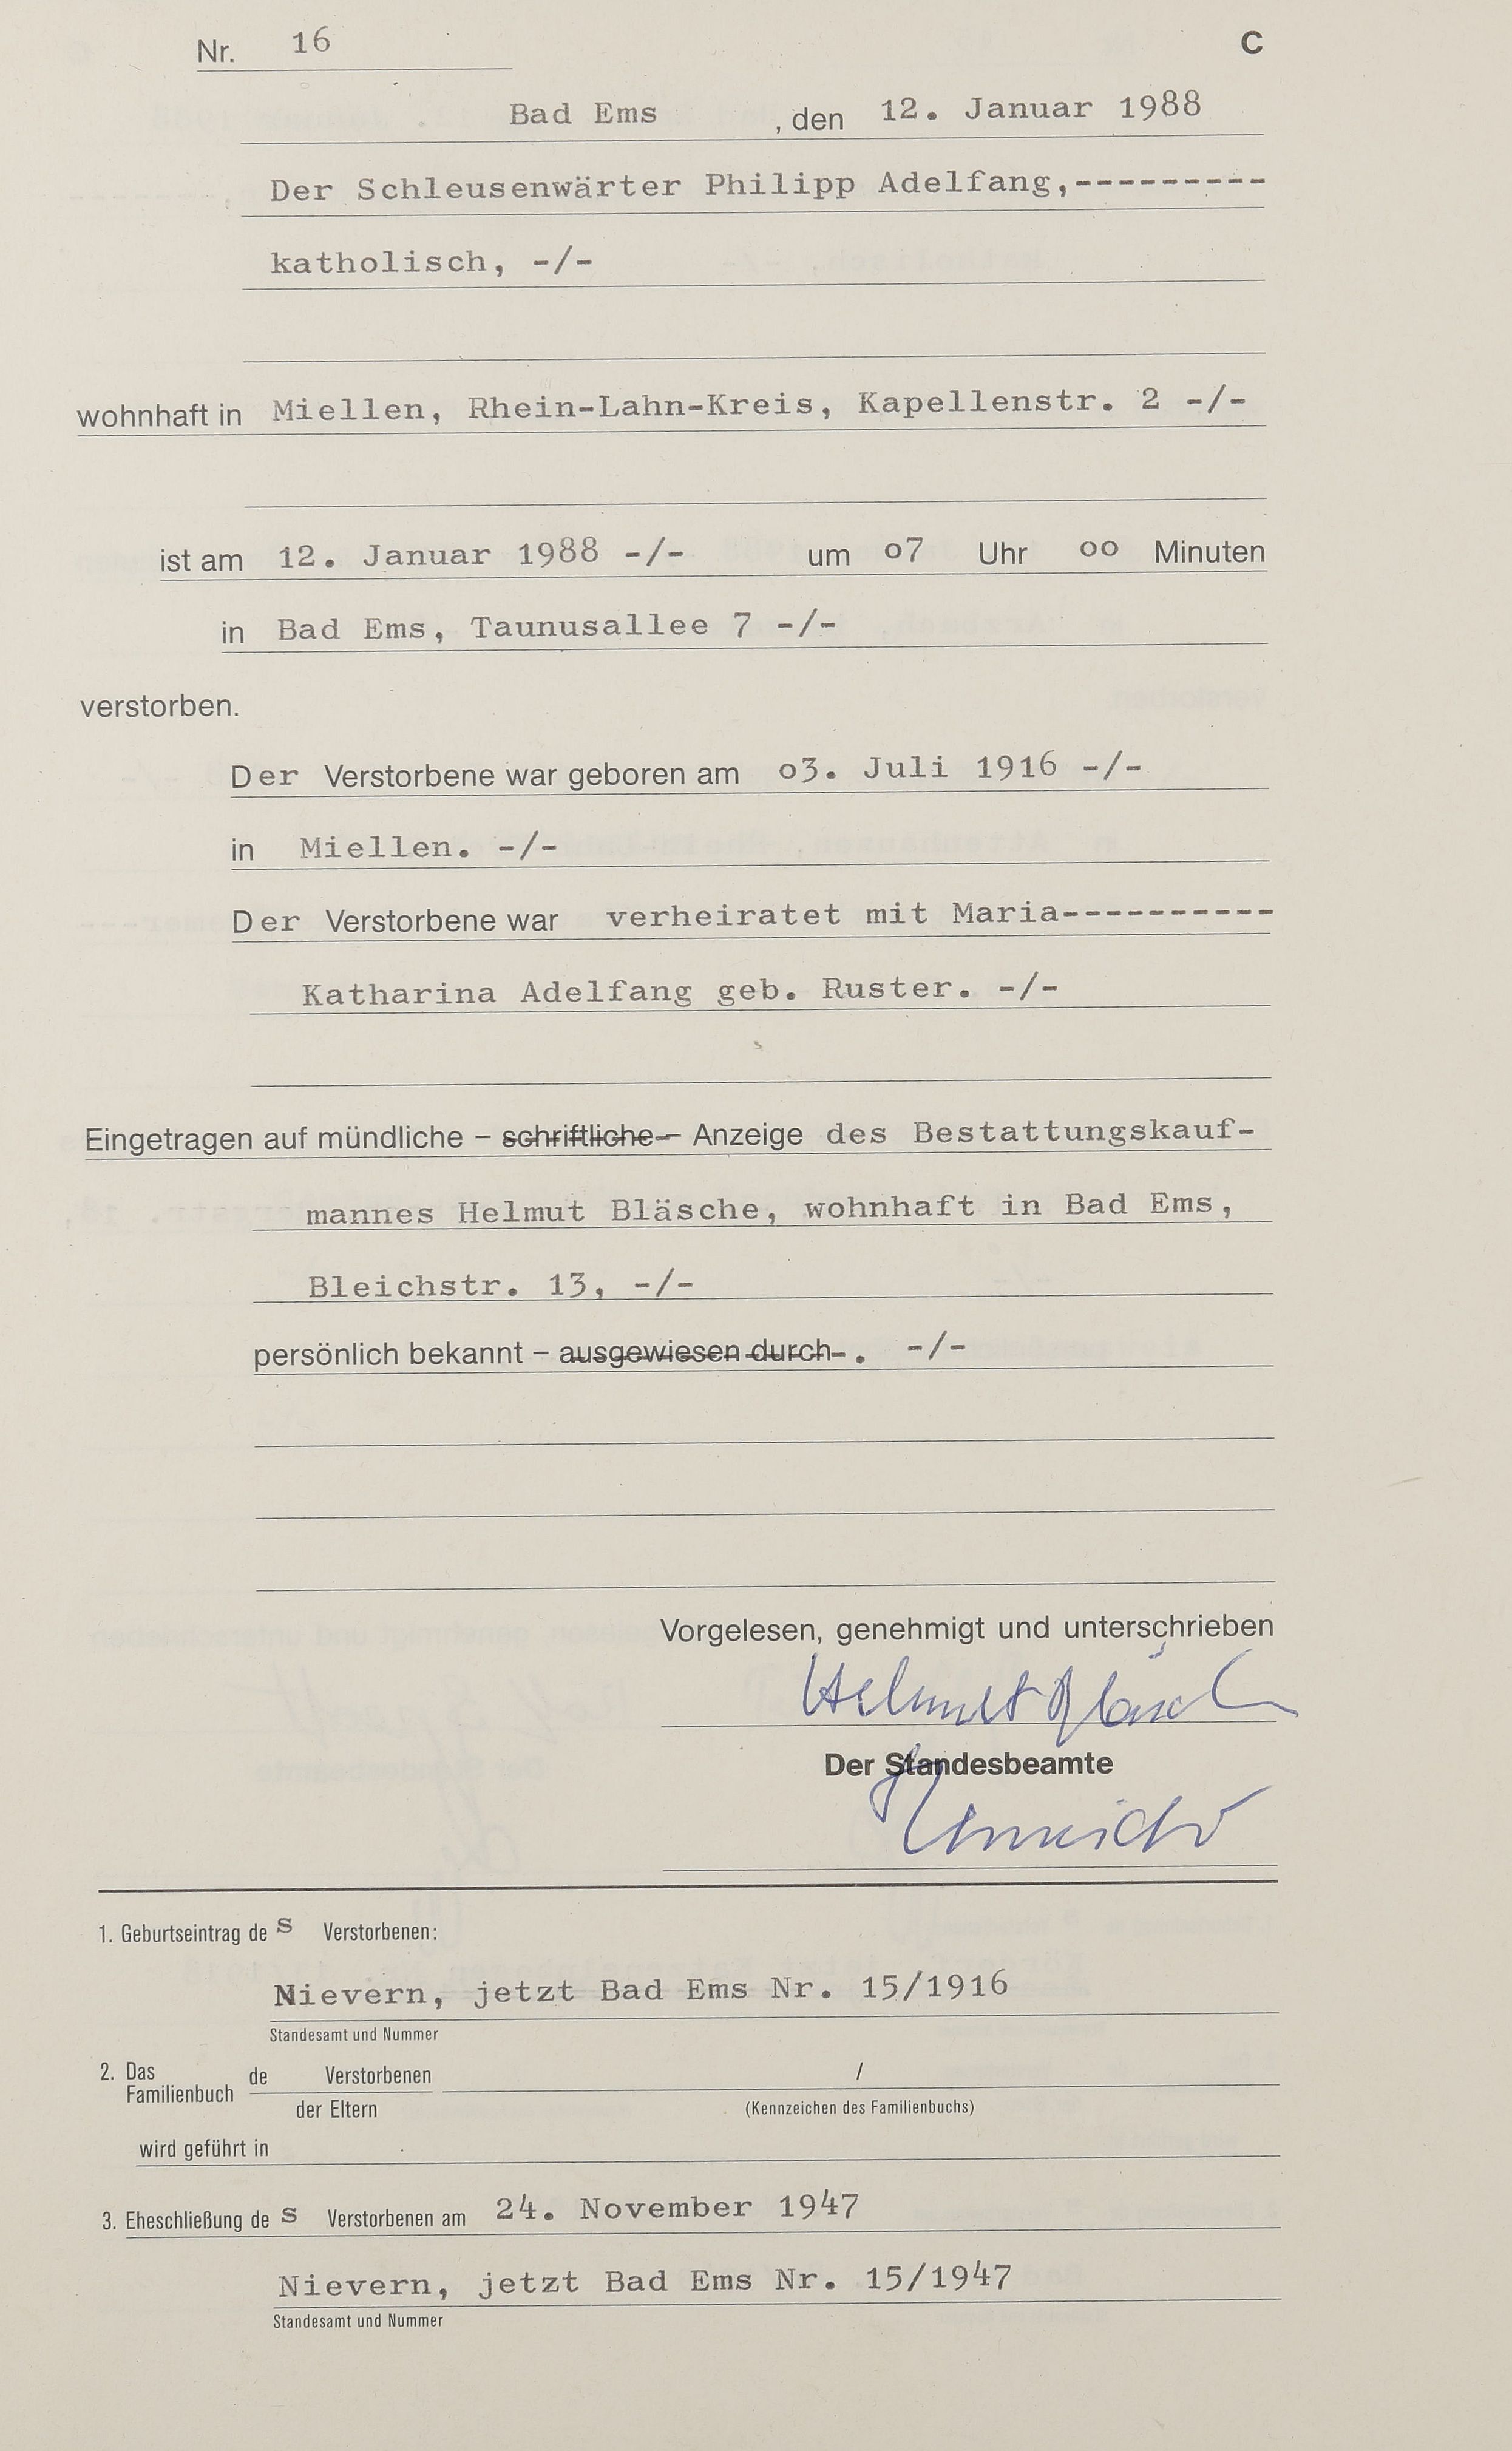 Nr. 16 C
Bad Ems , den 12. Januar 1988
Der Schleusenwärter Philipp Adelfang,---------
katholisch, -/-
wohnhaft in Miellen, Rhein-Lahn-Kreis, Kapellenstr. 2 -/-
ist am 12. Januar 1988 -/- um o7 Uhr oo Minuten
in Bad Ems, Taunusallee 7 -/-
verstorben.
Der Verstorbene war geboren am o3. Juli 1916 -/-
in Miellen. -/-
Der Verstorbene war verheiratet mit Maria----------
Katharina Adelfang geb. Ruster. -/-
Eingetragen auf mündliche – schriftliche – Anzeige des Bestattungskauf-
mannes Helmut Bläsche, wohnhaft in Bad Ems,
Bleichstr. 13, -/-
persönlich bekannt – ausgewiesen durch . -/-
Vorgelesen, genehmigt und unterschrieben
Helmut Bläsche
Der Standesbeamte
1. Geburtseintrag de s Verstorbenen:
Nievern, jetzt Bad Ems Nr. 15/1916
Standesamt und Nummer
2. Das de Verstorbenen /
Familienbuch der Eltern (Kennzeichen des Familienbuchs)
wird geführt in
3. Eheschließung de s Verstorbenen am 24. November 1947
Nievern, jetzt Bad Ems Nr. 15/1947
Standesamt und Nummer